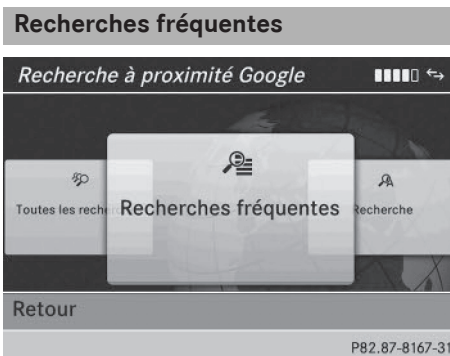 Recherches fréquentes
Recherche à proximité Google
Toutes les rech
Recherches fréquentes
Recherche
Retour
P82.87-8167-31